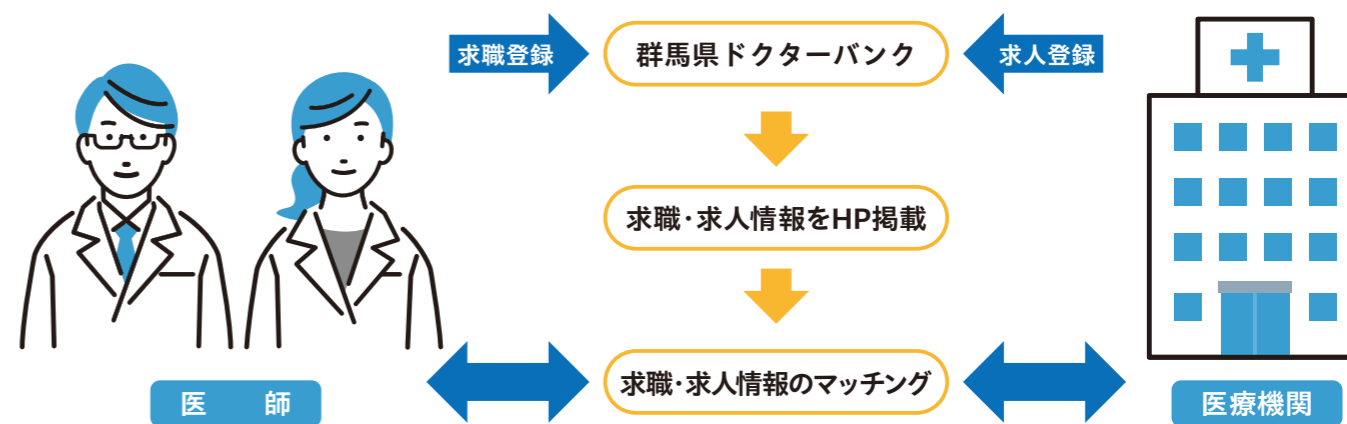 求職登録
群馬県ドクターバンク
求人登録
求職・求人情報をHP掲載
求職・求人情報のマッチング
医　師
医療機関